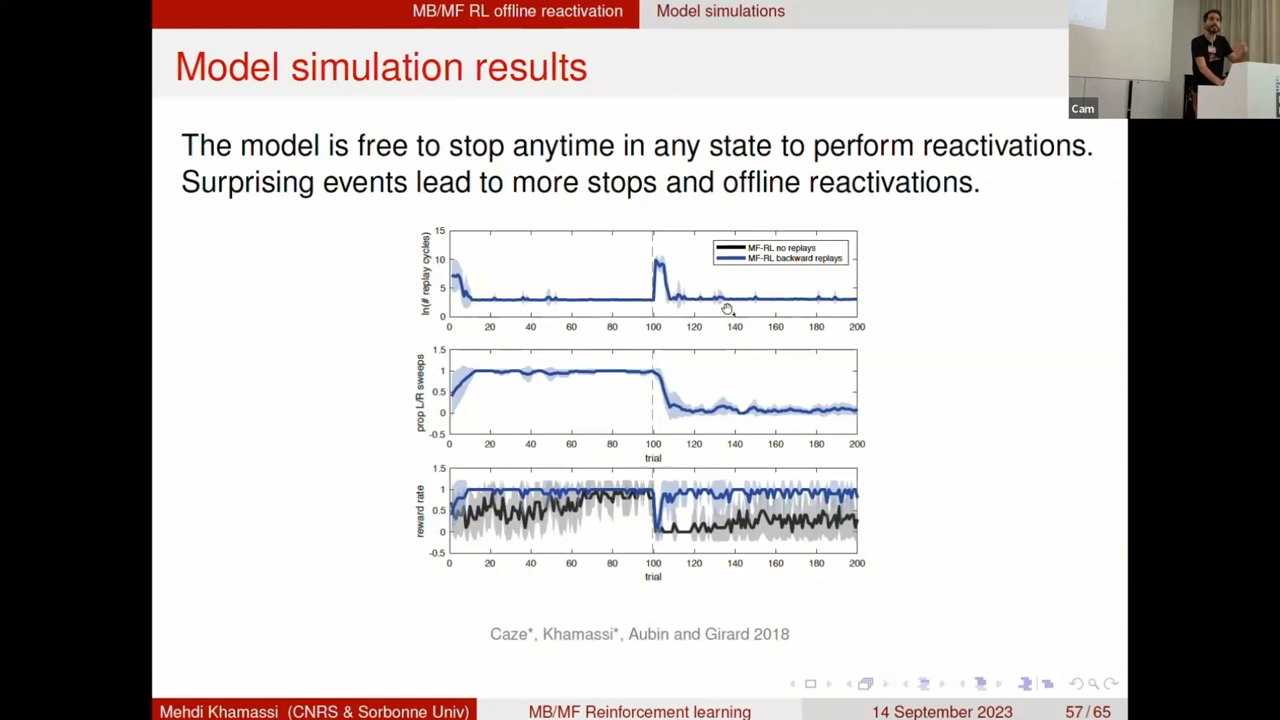 MB/MF RL offline reactivation Model simulations
Cam
Model simulation results
The model is free to stop anytime in any state to perform reactivations.
Surprising events lead to more stops and offline reactivations.
ln(# replay cycles)
15
10
5
0
MF-RL no replays
MF-RL backward replays
0 20 40 60 80 100 120 140 160 180 200
prop L/R sweeps
1.5
1
0.5
0
-0.5
0 20 40 60 80 100 120 140 160 180 200
trial
reward rate
1.5
1
0.5
0
-0.5
0 20 40 60 80 100 120 140 160 180 200
trial
Caze*, Khamassi*, Aubin and Girard 2018
Mehdi Khamassi (CNRS & Sorbonne Univ) MB/MF Reinforcement learning 14 September 2023 57 / 65